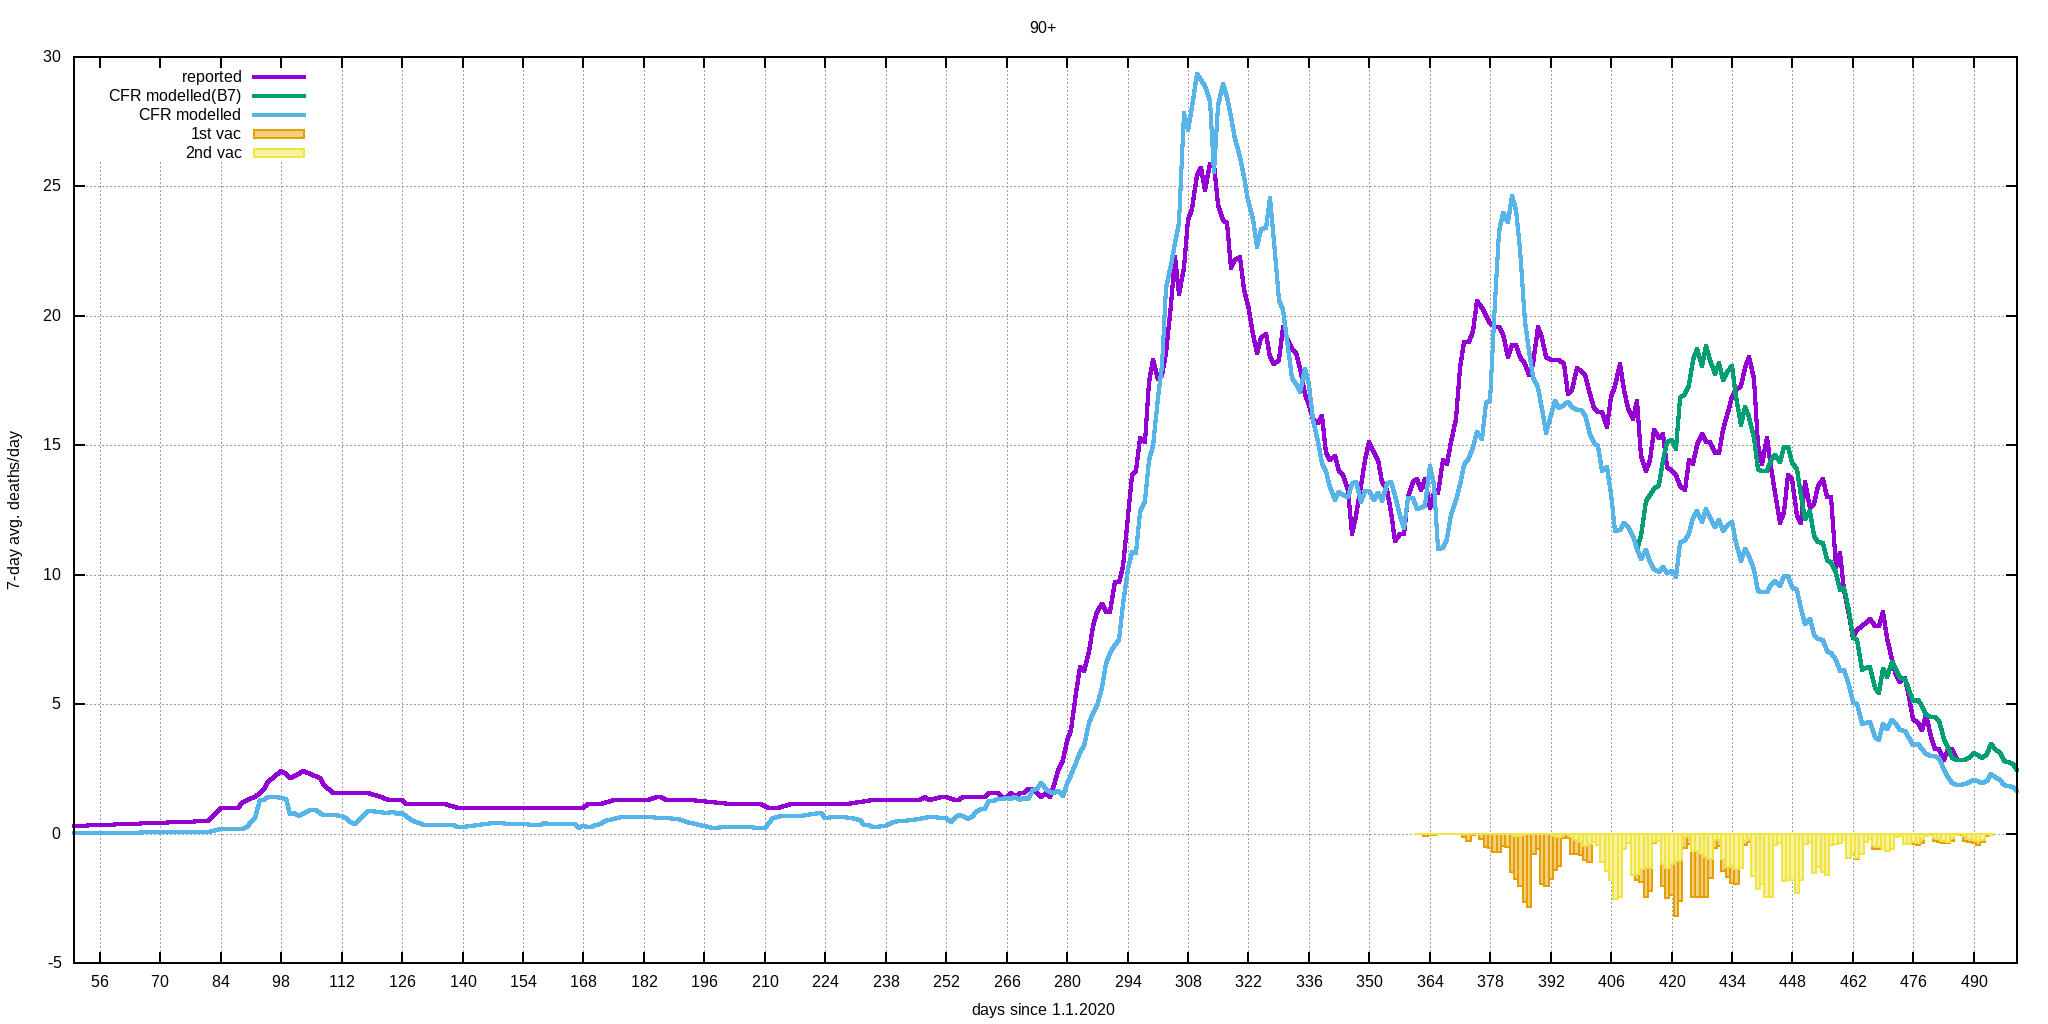 90+
30
25
20
15
10
5
0
-5
7-day avg. deaths/day
reported
CFR modelled(B7)
CFR modelled
1st vac
2nd vac
56 70 84 98 112 126 140 154 168 182 196 210 224 238 252 266 280 294 308 322 336 350 364 378 392 406 420 434 448 462 476 490
days since 1.1.2020